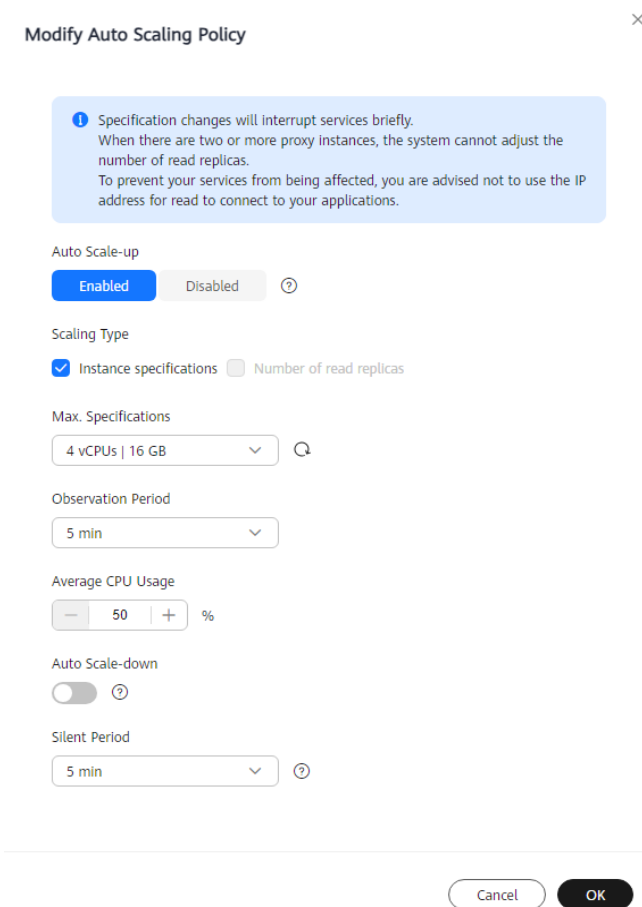 Modify Auto Scaling Policy
Specification changes will interrupt services briefly.
When there are two or more proxy instances, the system cannot adjust the
number of read replicas.
To prevent your services from being affected, you are advised not to use the IP
address for read to connect to your applications.
Auto Scale-up
Enabled Disabled
Scaling Type
Instance specifications Number of read replicas
Max. Specifications
4 vCPUs | 16 GB
Observation Period
5 min
Average CPU Usage
50 %
Auto Scale-down
Silent Period
5 min
Cancel OK